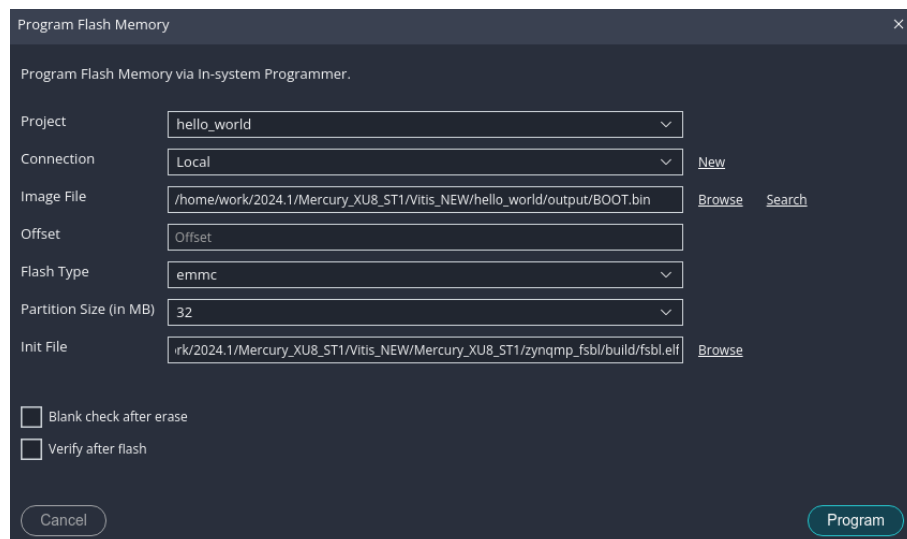 Program Flash Memory
Program Flash Memory via In-system Programmer.
Project hello_world
Connection Local New
Image File /home/work/2024.1/Mercury_XU8_ST1/Vitis_NEW/hello_world/output/BOOT.bin Browse Search
Offset Offset
Flash Type emmc
Partition Size (in MB) 32
Init File rk/2024.1/Mercury_XU8_ST1/Vitis_NEW/Mercury_XU8_ST1/zynqmp_fsbl/build/fsbl.elf Browse
Blank check after erase
Verify after flash
Cancel Program